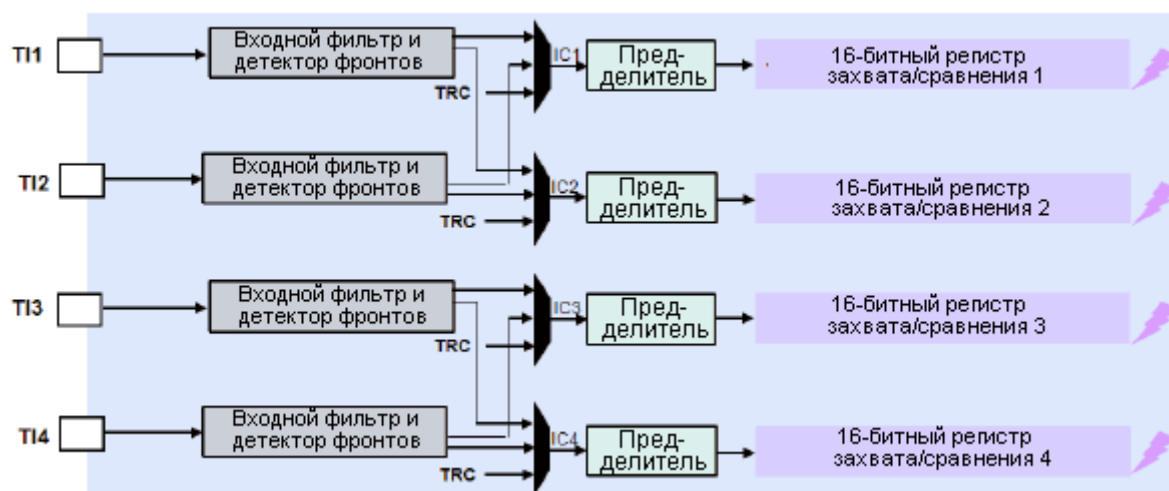 TI1
Входной фильтр и
детектор фронтов
TRC
IC1
Пред-
делитель
16-битный регистр
захвата/сравнения 1
TI2
Входной фильтр и
детектор фронтов
TRC
IC2
Пред-
делитель
16-битный регистр
захвата/сравнения 2
TI3
Входной фильтр и
детектор фронтов
TRC
IC3
Пред-
делитель
16-битный регистр
захвата/сравнения 3
TI4
Входной фильтр и
детектор фронтов
TRC
IC4
Пред-
делитель
16-битный регистр
захвата/сравнения 4